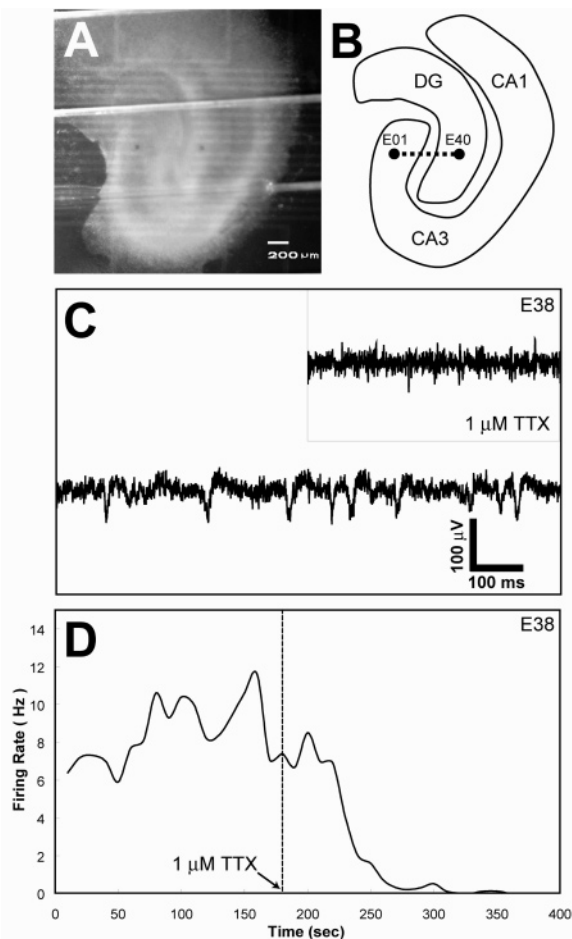 A
200 µm
B
DG
CA1
E01
E40
CA3
C
E38
1 µM TTX
100 µV
100 ms
D
E38
Firing Rate ( Hz )
14
12
10
8
6
4
2
0
1 µM TTX
0 50 100 150 200 250 300 350 400
Time (sec)